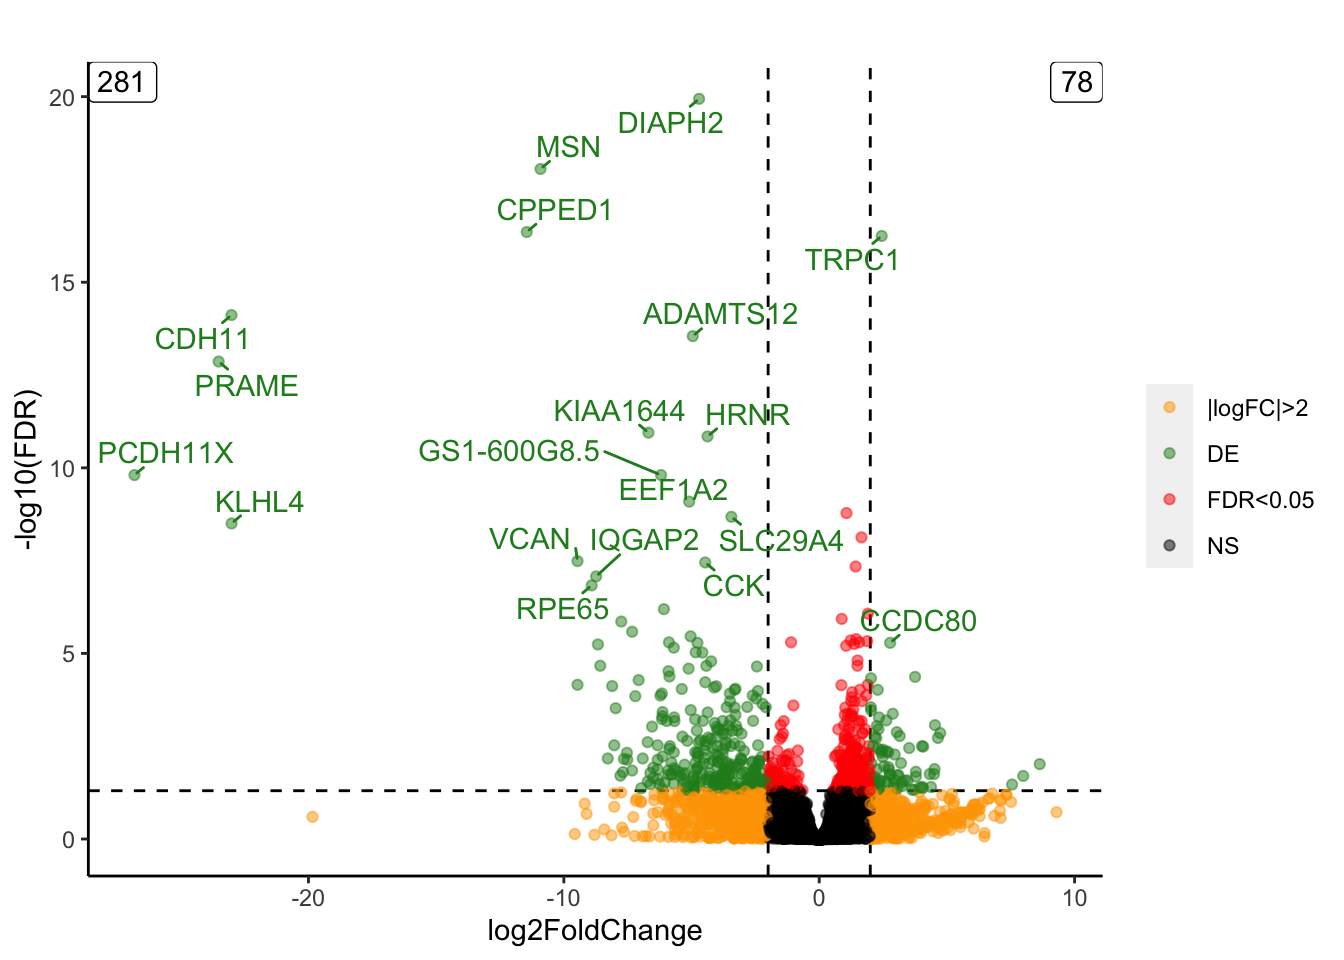 281
78
20
DIAPH2
MSN
CPPED1
TRPC1
15
ADAMTS12
CDH11
PRAME
KIAA1644
HRNR
PCDH11X
GS1-600G8.5
10
EEF1A2
KLHL4
VCAN
IQGAP2
SLC29A4
CCK
RPE65
CCDC80
5
0
-log10(FDR)
-20
-10
0
10
log2FoldChange
|logFC|>2
DE
FDR<0.05
NS